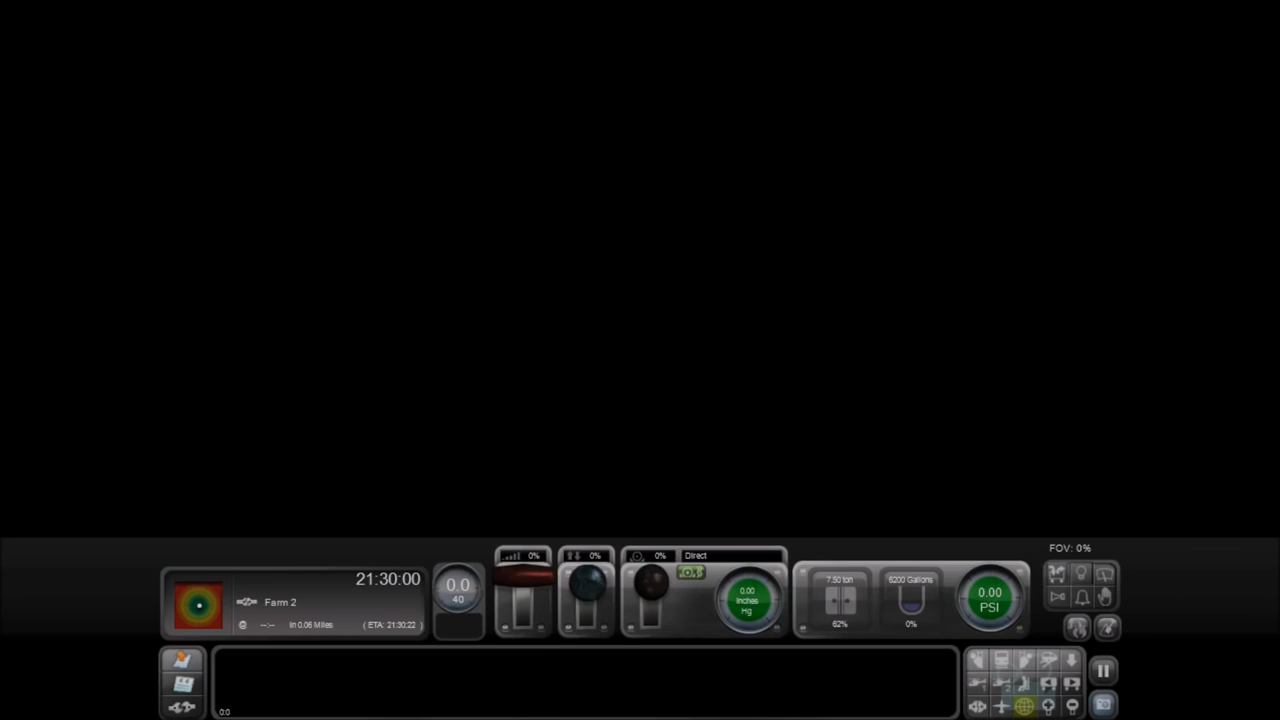 FOV: 0%
0%
0%
0%
Direct
21:30:00
Farm 2
--:--
In 0.06 Miles
( ETA: 21:30:22 )
0.0
40
0.00
Inches
Hg
7.50 ton
62%
6200 Gallons
0%
0.00
PSI
1
2
0:0